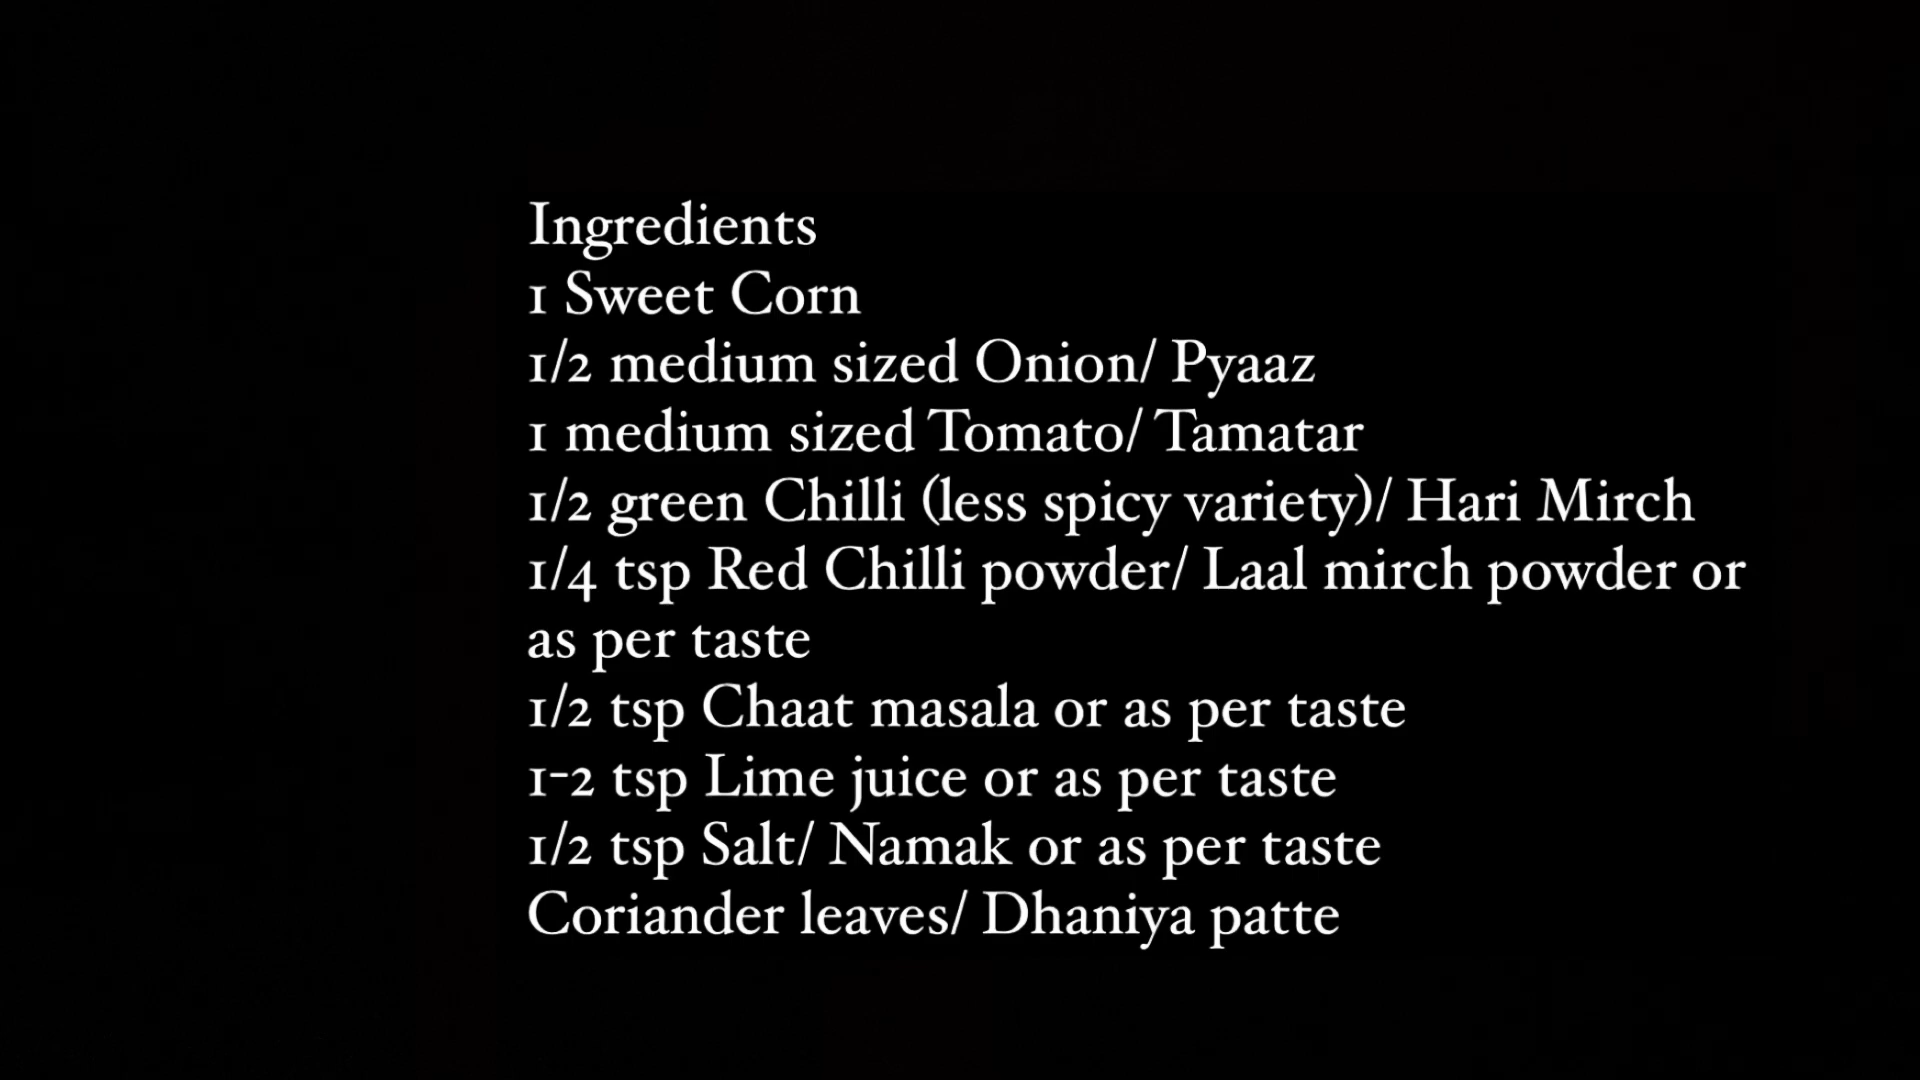 Ingredients
1 Sweet Corn
1/2 medium sized Onion/ Pyaaz
1 medium sized Tomato/ Tamatar
1/2 green Chilli (less spicy variety)/ Hari Mirch
1/4 tsp Red Chilli powder/ Laal mirch powder or
as per taste
1/2 tsp Chaat masala or as per taste
1-2 tsp Lime juice or as per taste
1/2 tsp Salt/ Namak or as per taste
Coriander leaves/ Dhaniya patte